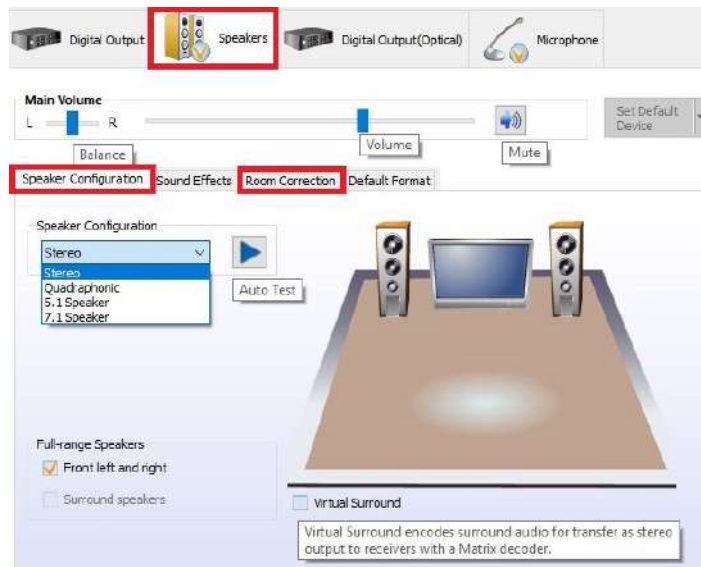 Digital Output
Speakers
Digital Output(Optical)
Microphone
Main Volume
L
R
Balance
Volume
Mute
Set Default
Device
Speaker Configuration
Sound Effects
Room Correction
Default Format
Speaker Configuration
Stereo
Stereo
Quadraphonic
5.1 Speaker
7.1 Speaker
Auto Test
Full-range Speakers
Front left and right
Surround speakers
Virtual Surround
Virtual Surround encodes surround audio for transfer as stereo
output to receivers with a Matrix decoder.